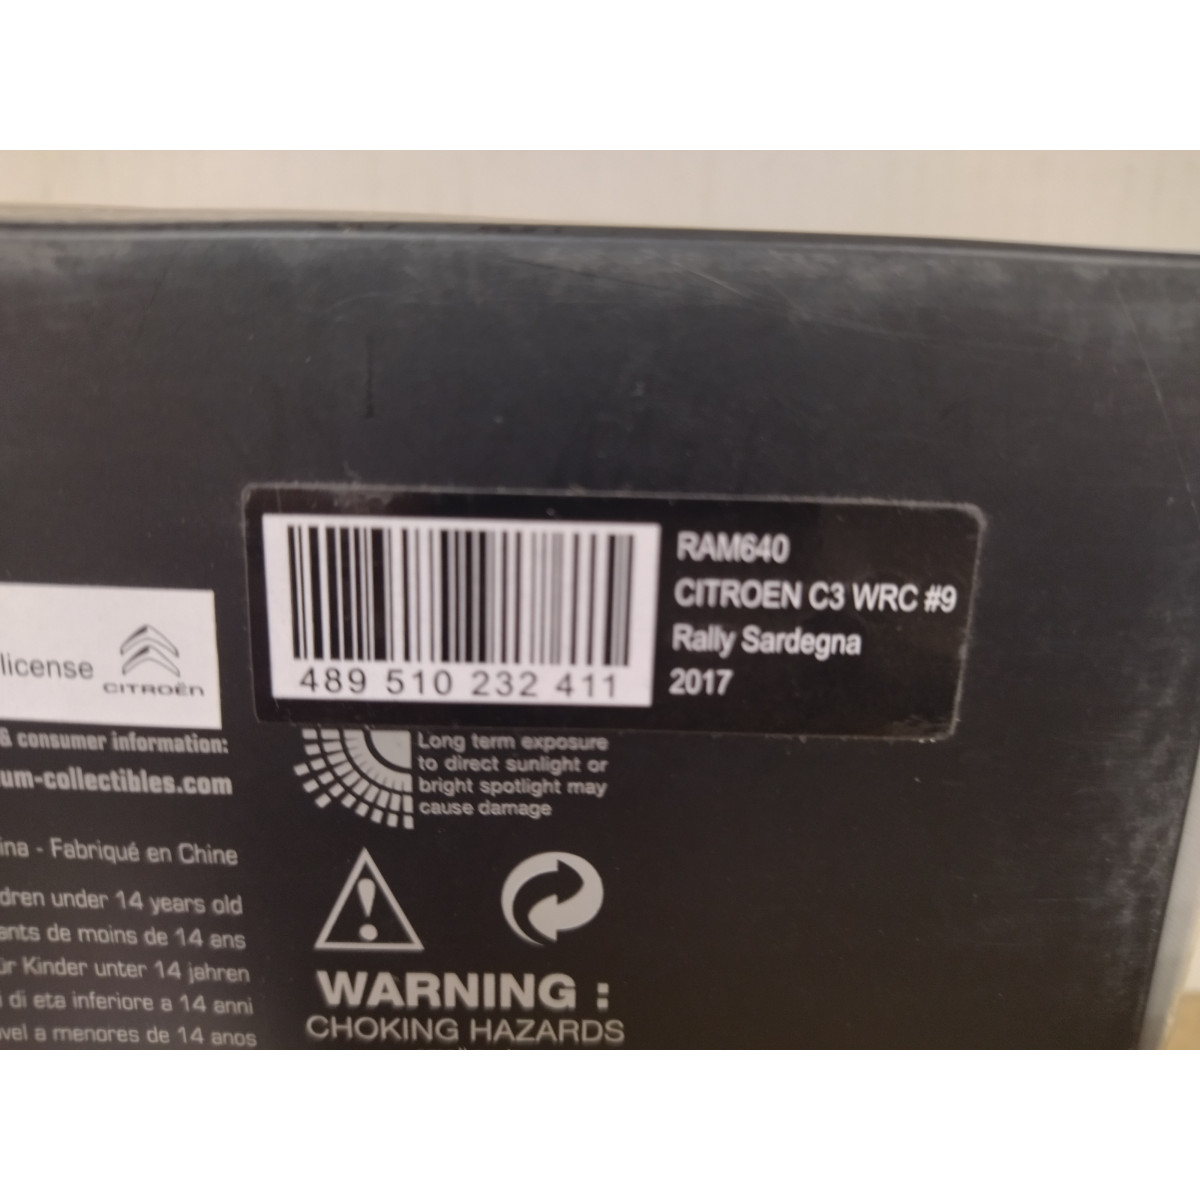 RAM640
CITROEN C3 WRC #9
Rally Sardegna
2017
489 510 232 411
license
CITROËN
& consumer information:
um-collectibles.com
Long term exposure
to direct sunlight or
bright spotlight may
cause damage
ina - Fabriqué en Chine
dren under 14 years old
ants de moins de 14 ans
ür Kinder unter 14 jahren
i di eta inferiore a 14 anni
vel a menores de 14 anos
WARNING :
CHOKING HAZARDS